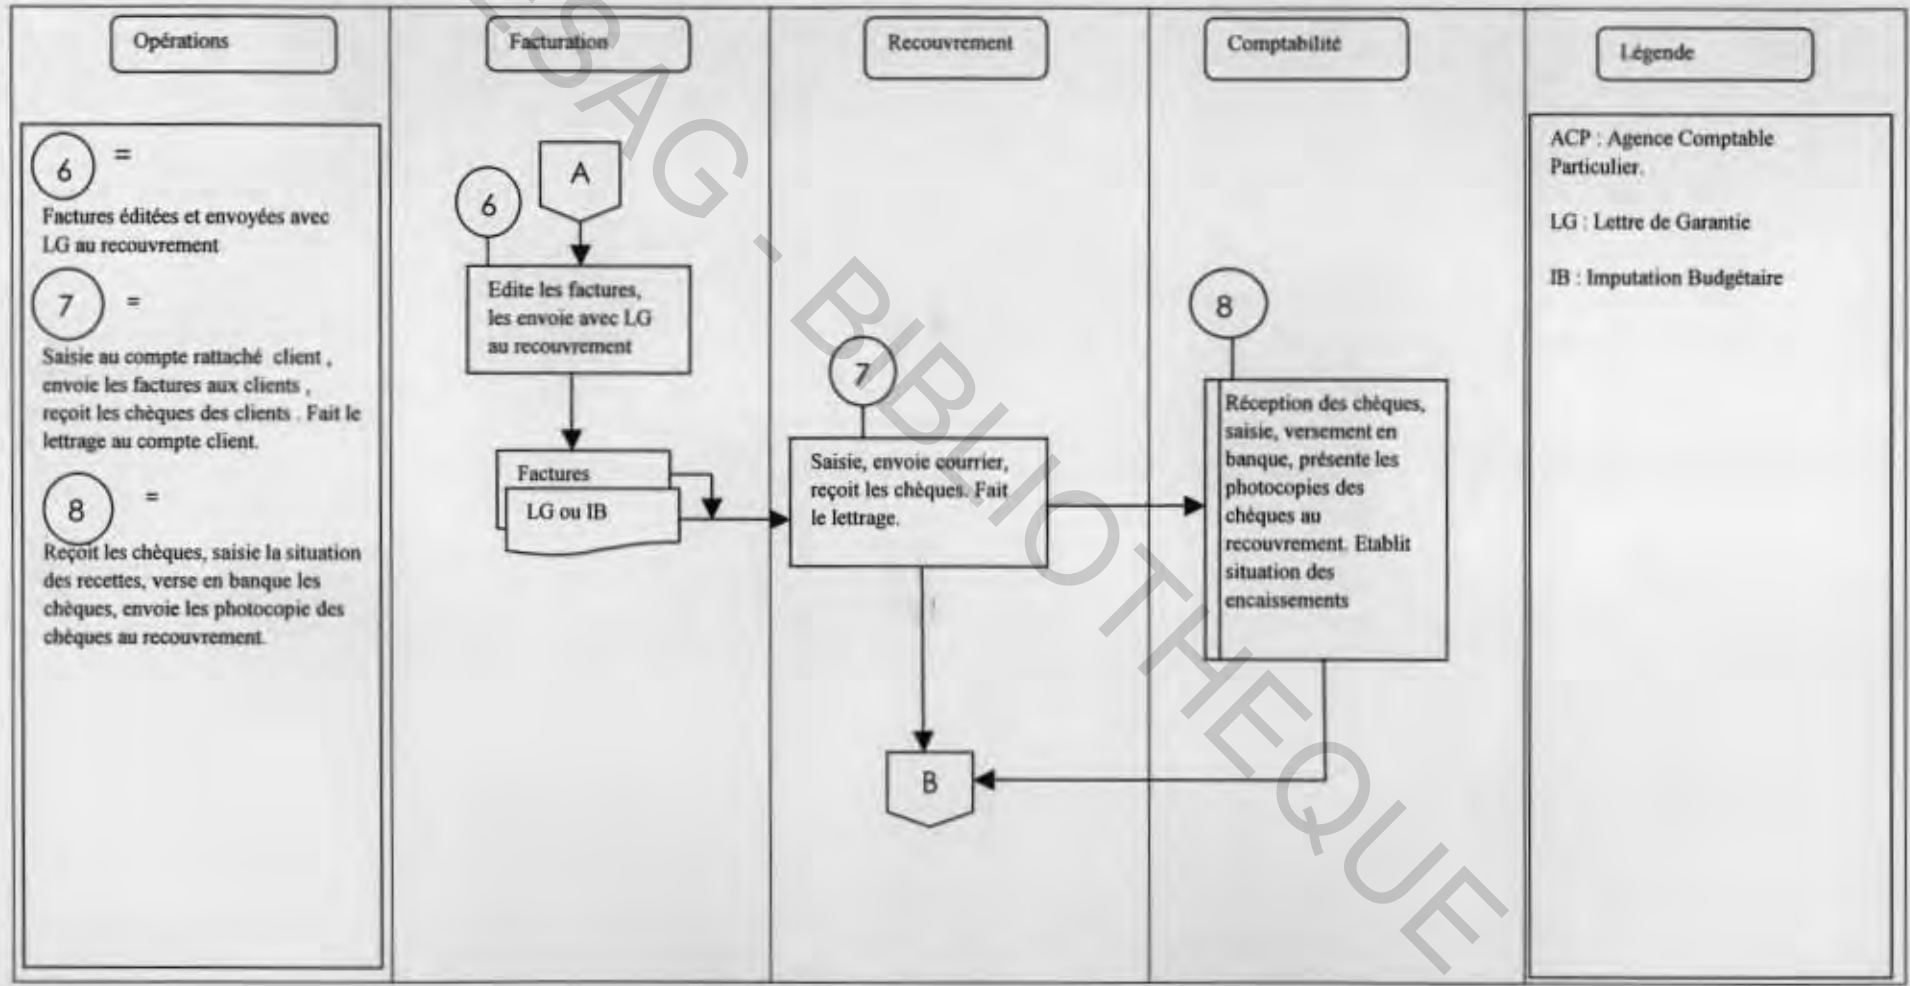 Opérations
Facturation
Recouvrement
Comptabilité
Légende
6 =
Factures éditées et envoyées avec
LG au recouvrement
7 =
Saisie au compte rattaché client ,
envoie les factures aux clients ,
reçoit les chèques des clients . Fait le
lettrage au compte client.
8 =
Reçoit les chèques, saisie la situation
des recettes, verse en banque les
chèques, envoie les photocopie des
chèques au recouvrement.
6
A
Edite les factures,
les envoie avec LG
au recouvrement
Factures
LG ou IB
7
Saisie, envoie courrier,
reçoit les chèques. Fait
le lettrage.
B
8
Réception des chèques,
saisie, versement en
banque, présente les
photocopies des
chèques au
recouvrement. Etablit
situation des
encaissements
ACP : Agence Comptable
Particulier.
LG : Lettre de Garantie
IB : Imputation Budgétaire
ESAG - BIBLIOTHEQUE